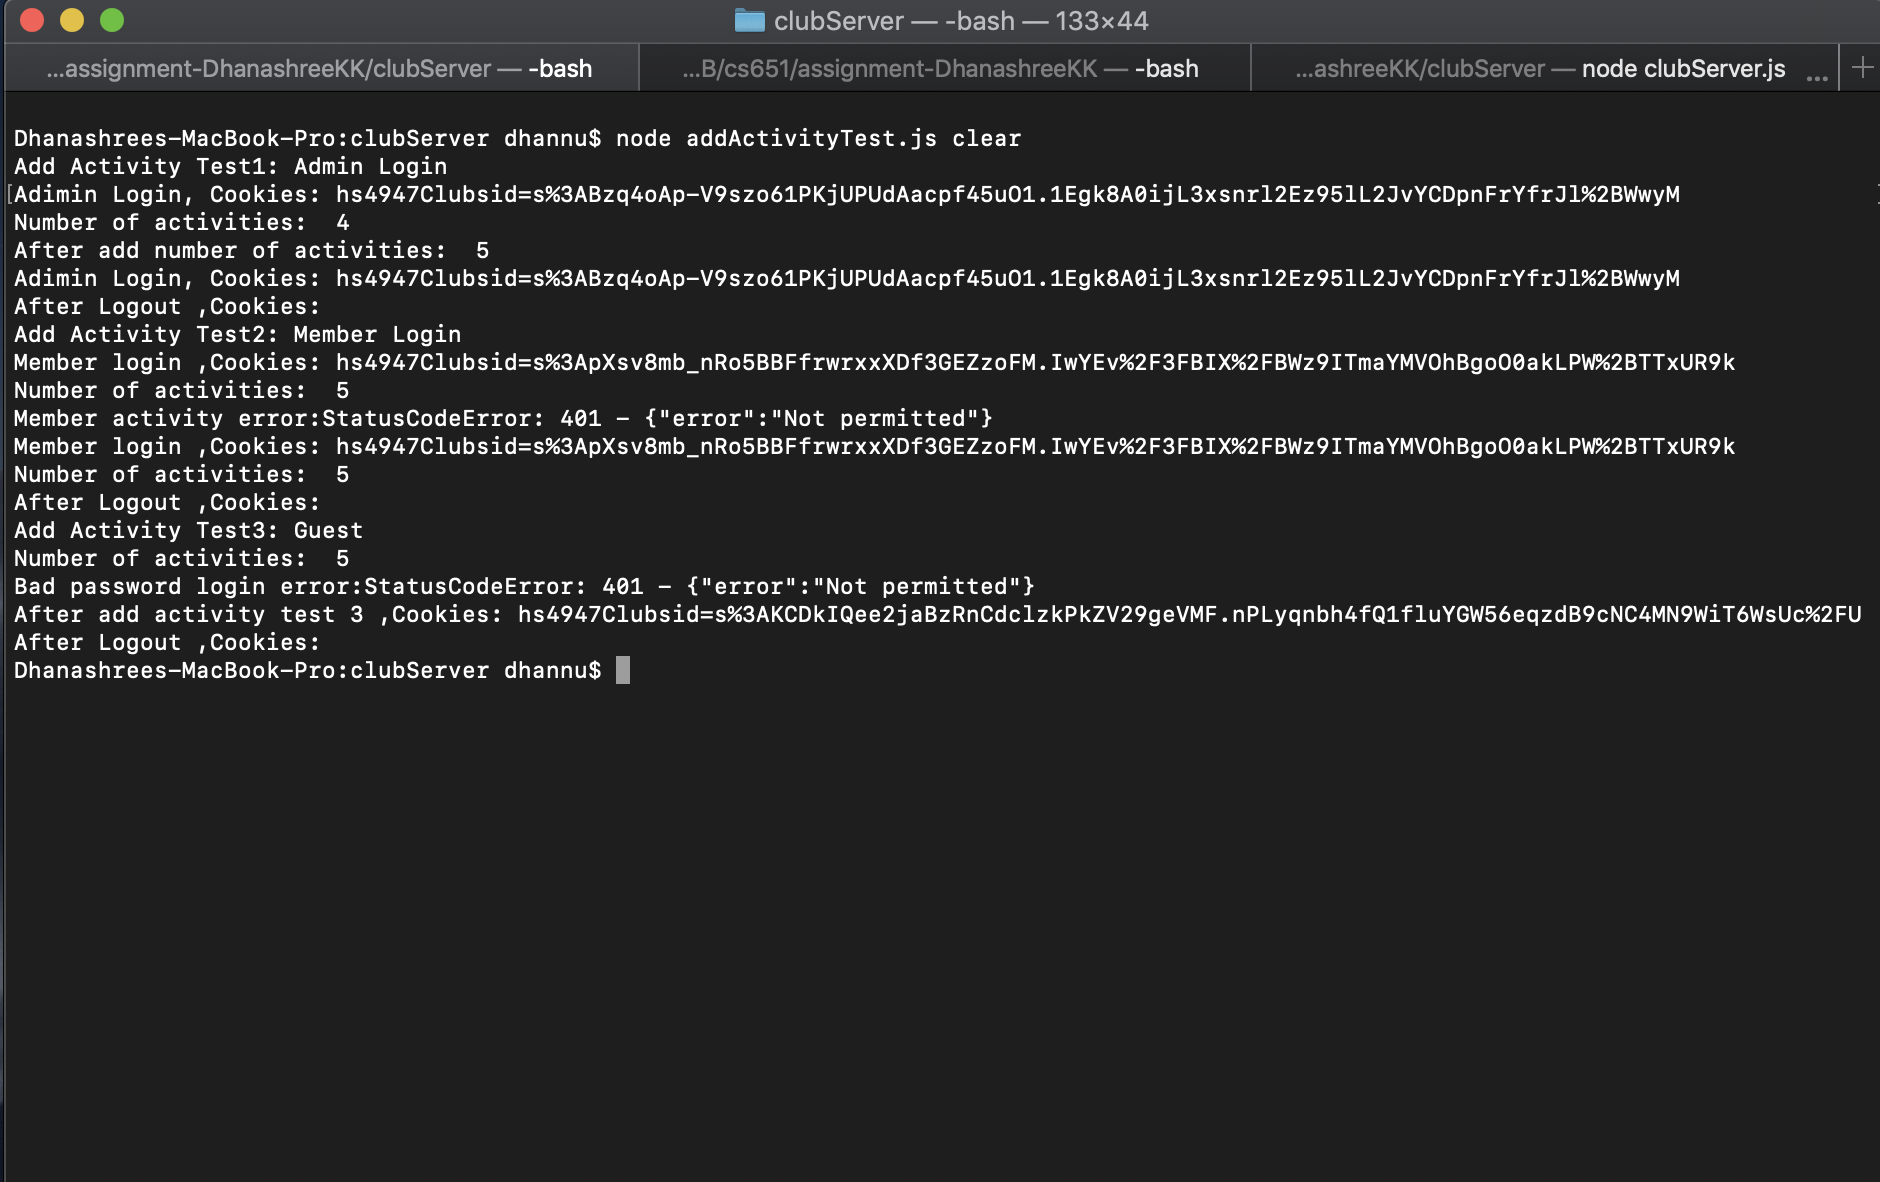 clubServer — -bash — 133×44
...assignment-DhanashreeKK/clubServer — -bash
...B/cs651/assignment-DhanashreeKK — -bash
...ashreeKK/clubServer — node clubServer.js ...
Dhanashrees-MacBook-Pro:clubServer dhannu$ node addActivityTest.js clear
Add Activity Test1: Admin Login
[Adimin Login, Cookies: hs4947Clubsid=s%3ABzq4oAp-V9szo61PKjUPUdAacpf45uO1.1Egk8A0ijL3xsnrl2Ez95lL2JvYCDpnFrYfrJl%2BWwyM
Number of activities:  4
After add number of activities:  5
Adimin Login, Cookies: hs4947Clubsid=s%3ABzq4oAp-V9szo61PKjUPUdAacpf45uO1.1Egk8A0ijL3xsnrl2Ez95lL2JvYCDpnFrYfrJl%2BWwyM
After Logout ,Cookies:
Add Activity Test2: Member Login
Member login ,Cookies: hs4947Clubsid=s%3ApXsv8mb_nRo5BBFfrwrxxXDf3GEZzoFM.IwYEv%2F3FBIX%2FBWz9ITmaYMVOhBgoO0akLPW%2BTTxUR9k
Number of activities:  5
Member activity error:StatusCodeError: 401 - {"error":"Not permitted"}
Member login ,Cookies: hs4947Clubsid=s%3ApXsv8mb_nRo5BBFfrwrxxXDf3GEZzoFM.IwYEv%2F3FBIX%2FBWz9ITmaYMVOhBgoO0akLPW%2BTTxUR9k
Number of activities:  5
After Logout ,Cookies:
Add Activity Test3: Guest
Number of activities:  5
Bad password login error:StatusCodeError: 401 - {"error":"Not permitted"}
After add activity test 3 ,Cookies: hs4947Clubsid=s%3AKCDkIQee2jaBzRnCdclzkPkZV29geVMF.nPLyqnbh4fQ1fluYGW56eqzdB9cNC4MN9WiT6WsUc%2FU
After Logout ,Cookies:
Dhanashrees-MacBook-Pro:clubServer dhannu$